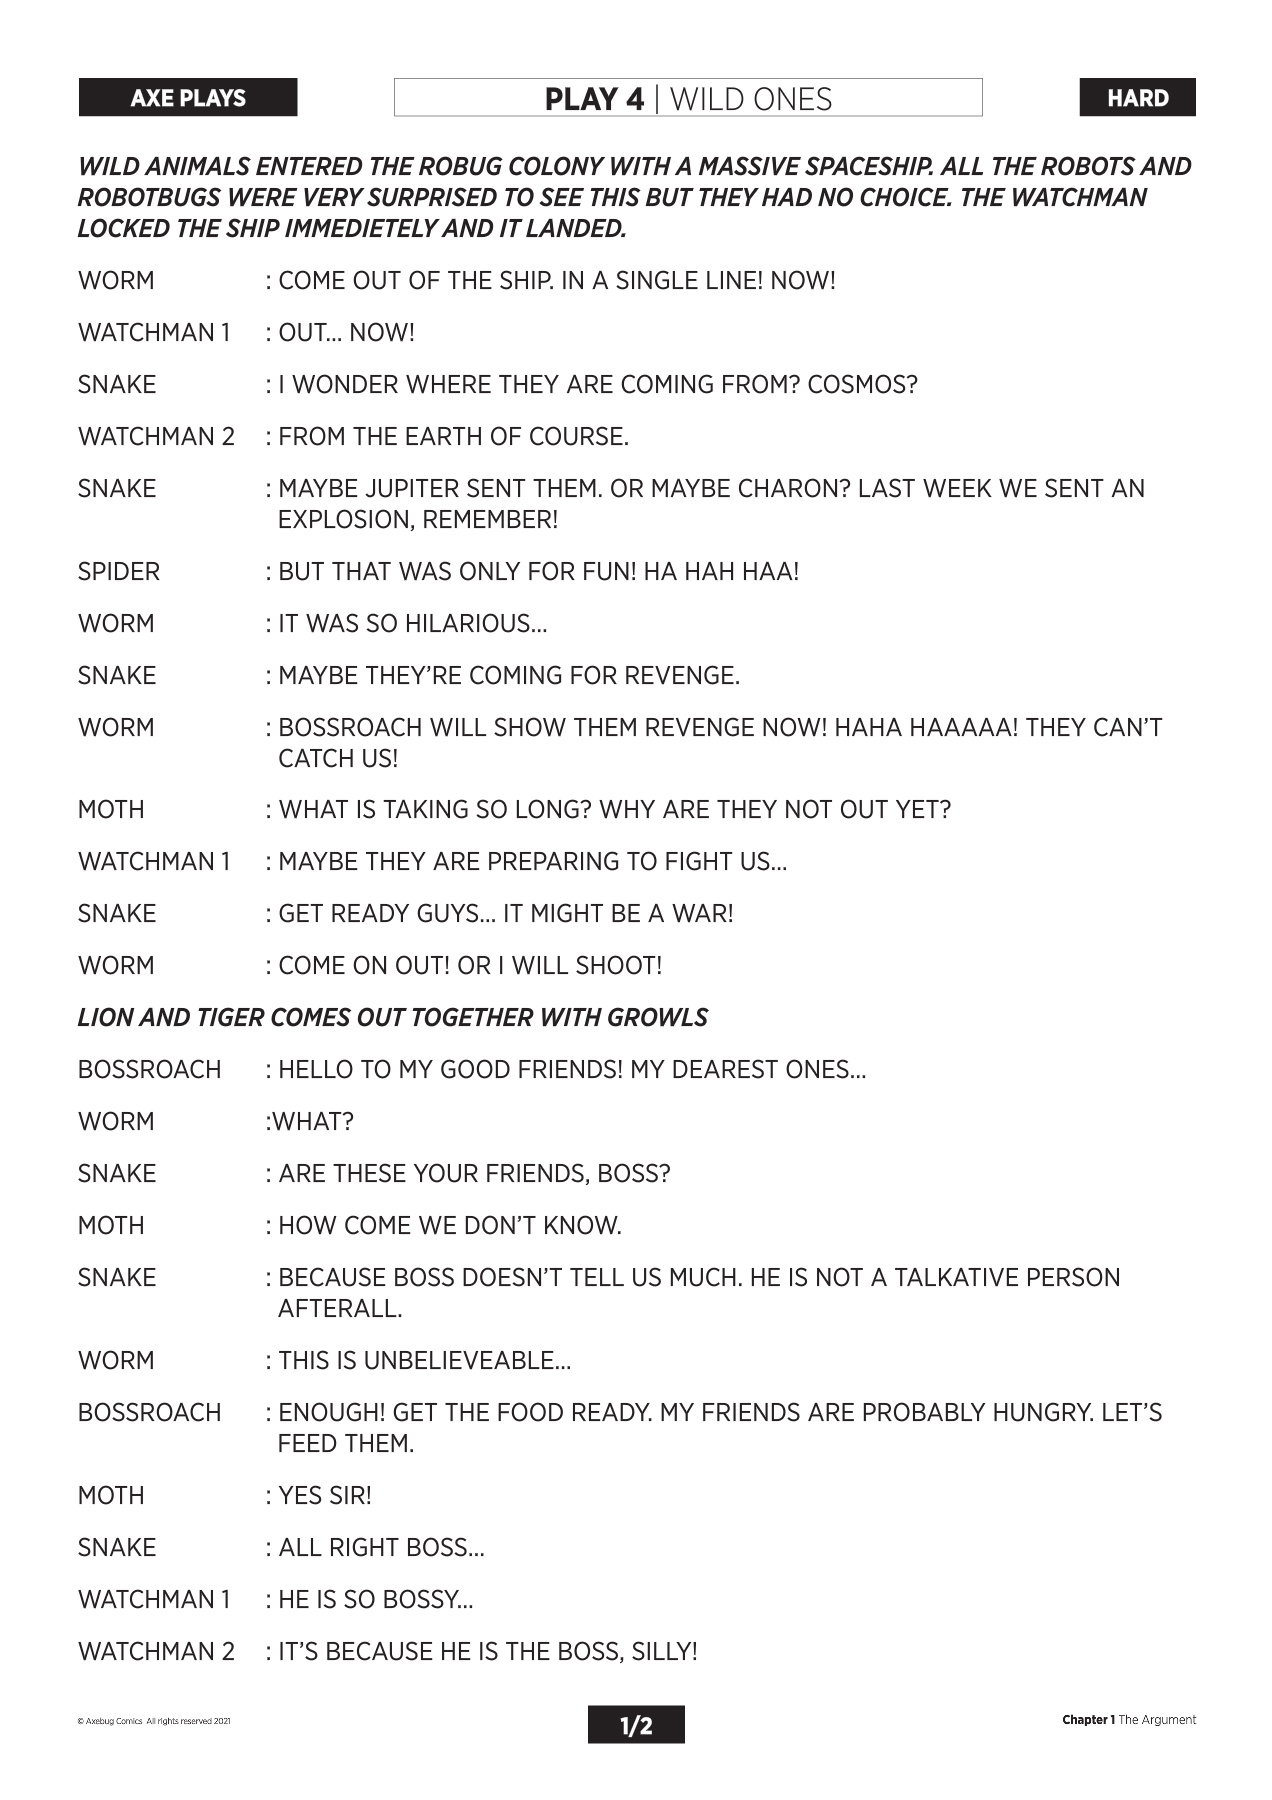 AXE PLAYS
PLAY 4 | WILD ONES
HARD
WILD ANIMALS ENTERED THE ROBUG COLONY WITH A MASSIVE SPACESHIP. ALL THE ROBOTS AND
ROBOTBUGS WERE VERY SURPRISED TO SEE THIS BUT THEY HAD NO CHOICE. THE WATCHMAN
LOCKED THE SHIP IMMEDIETELY AND IT LANDED.
WORM : COME OUT OF THE SHIP. IN A SINGLE LINE! NOW!
WATCHMAN 1 : OUT... NOW!
SNAKE : I WONDER WHERE THEY ARE COMING FROM? COSMOS?
WATCHMAN 2 : FROM THE EARTH OF COURSE.
SNAKE : MAYBE JUPITER SENT THEM. OR MAYBE CHARON? LAST WEEK WE SENT AN
EXPLOSION, REMEMBER!
SPIDER : BUT THAT WAS ONLY FOR FUN! HA HAH HAA!
WORM : IT WAS SO HILARIOUS...
SNAKE : MAYBE THEY'RE COMING FOR REVENGE.
WORM : BOSSROACH WILL SHOW THEM REVENGE NOW! HAHA HAAAAA! THEY CAN'T
CATCH US!
MOTH : WHAT IS TAKING SO LONG? WHY ARE THEY NOT OUT YET?
WATCHMAN 1 : MAYBE THEY ARE PREPARING TO FIGHT US...
SNAKE : GET READY GUYS... IT MIGHT BE A WAR!
WORM : COME ON OUT! OR I WILL SHOOT!
LION AND TIGER COMES OUT TOGETHER WITH GROWLS
BOSSROACH : HELLO TO MY GOOD FRIENDS! MY DEAREST ONES...
WORM :WHAT?
SNAKE : ARE THESE YOUR FRIENDS, BOSS?
MOTH : HOW COME WE DON'T KNOW.
SNAKE : BECAUSE BOSS DOESN'T TELL US MUCH. HE IS NOT A TALKATIVE PERSON
AFTERALL.
WORM : THIS IS UNBELIEVEABLE...
BOSSROACH : ENOUGH! GET THE FOOD READY. MY FRIENDS ARE PROBABLY HUNGRY. LET'S
FEED THEM.
MOTH : YES SIR!
SNAKE : ALL RIGHT BOSS...
WATCHMAN 1 : HE IS SO BOSSY...
WATCHMAN 2 : IT'S BECAUSE HE IS THE BOSS, SILLY!
© Axebug Comics All rights reserved 2021
1/2
Chapter 1 The Argument